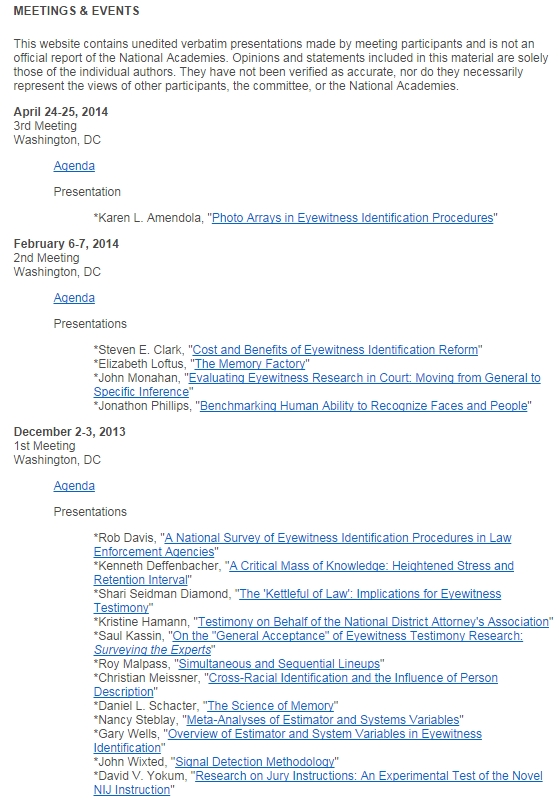 MEETINGS & EVENTS
This website contains unedited verbatim presentations made by meeting participants and is not an
official report of the National Academies. Opinions and statements included in this material are solely
those of the individual authors. They have not been verified as accurate, nor do they necessarily
represent the views of other participants, the committee, or the National Academies.
April 24-25, 2014
3rd Meeting
Washington, DC
Agenda
Presentation
*Karen L. Amendola, "Photo Arrays in Eyewitness Identification Procedures"
February 6-7, 2014
2nd Meeting
Washington, DC
Agenda
Presentations
*Steven E. Clark, "Cost and Benefits of Eyewitness Identification Reform"
*Elizabeth Loftus, "The Memory Factory"
*John Monahan, "Evaluating Eyewitness Research in Court: Moving from General to
Specific Inference"
*Jonathon Phillips, "Benchmarking Human Ability to Recognize Faces and People"
December 2-3, 2013
1st Meeting
Washington, DC
Agenda
Presentations
*Rob Davis, "A National Survey of Eyewitness Identification Procedures in Law
Enforcement Agencies"
*Kenneth Deffenbacher, "A Critical Mass of Knowledge: Heightened Stress and
Retention Interval"
*Shari Seidman Diamond, "The 'Kettleful of Law': Implications for Eyewitness
Testimony"
*Kristine Hamann, "Testimony on Behalf of the National District Attorney's Association"
*Saul Kassin, "On the "General Acceptance" of Eyewitness Testimony Research:
Surveying the Experts"
*Roy Malpass, "Simultaneous and Sequential Lineups"
*Christian Meissner, "Cross-Racial Identification and the Influence of Person
Description"
*Daniel L. Schacter, "The Science of Memory"
*Nancy Steblay, "Meta-Analyses of Estimator and Systems Variables"
*Gary Wells, "Overview of Estimator and System Variables in Eyewitness
Identification"
*John Wixted, "Signal Detection Methodology"
*David V. Yokum, "Research on Jury Instructions: An Experimental Test of the Novel
NIJ Instruction"